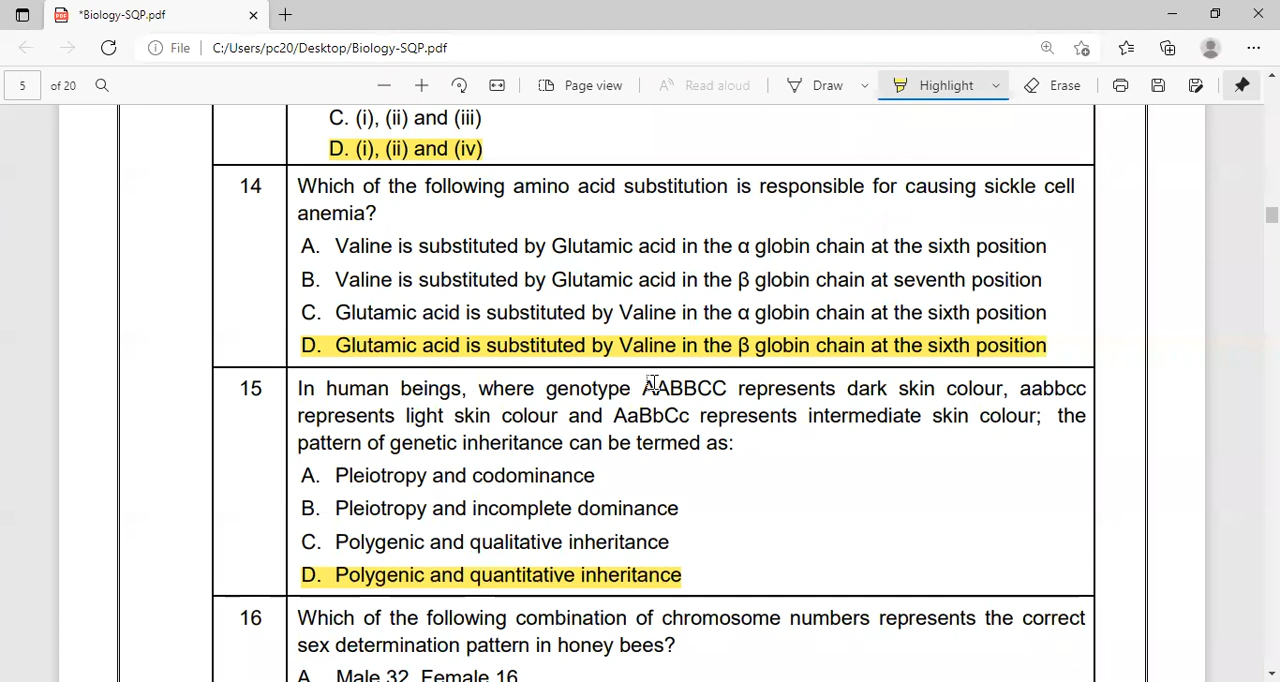 *Biology-SQP.pdf
File
C:/Users/pc20/Desktop/Biology-SQP.pdf
5 of 20
Page view
Read aloud
Draw
Highlight
Erase
C. (i), (ii) and (iii)
D. (i), (ii) and (iv)
14 Which of the following amino acid substitution is responsible for causing sickle cell
anemia?
A. Valine is substituted by Glutamic acid in the α globin chain at the sixth position
B. Valine is substituted by Glutamic acid in the β globin chain at seventh position
C. Glutamic acid is substituted by Valine in the α globin chain at the sixth position
D. Glutamic acid is substituted by Valine in the β globin chain at the sixth position
15 In human beings, where genotype AABBCC represents dark skin colour, aabbcc
represents light skin colour and AaBbCc represents intermediate skin colour; the
pattern of genetic inheritance can be termed as:
A. Pleiotropy and codominance
B. Pleiotropy and incomplete dominance
C. Polygenic and qualitative inheritance
D. Polygenic and quantitative inheritance
16 Which of the following combination of chromosome numbers represents the correct
sex determination pattern in honey bees?
A. Male 32, Female 16